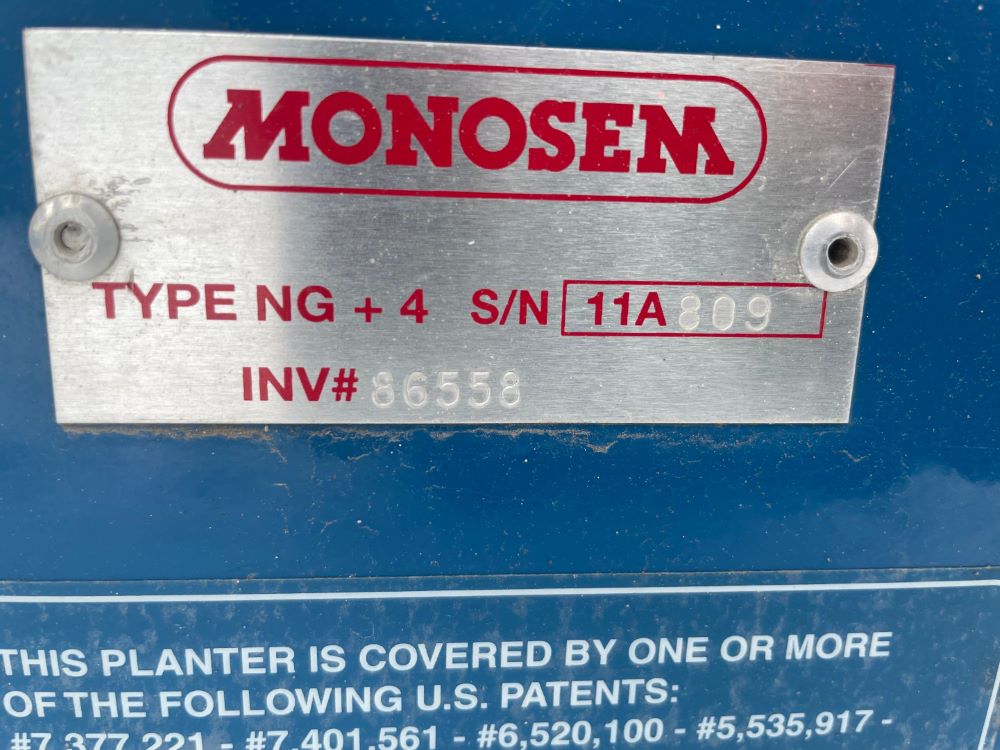 MONOSEM
TYPE NG + 4 S/N 11A809
INV# 86558
THIS PLANTER IS COVERED BY ONE OR MORE
OF THE FOLLOWING U.S. PATENTS:
#7,377,221 - #7,401,561 - #6,520,100 - #5,535,917 -